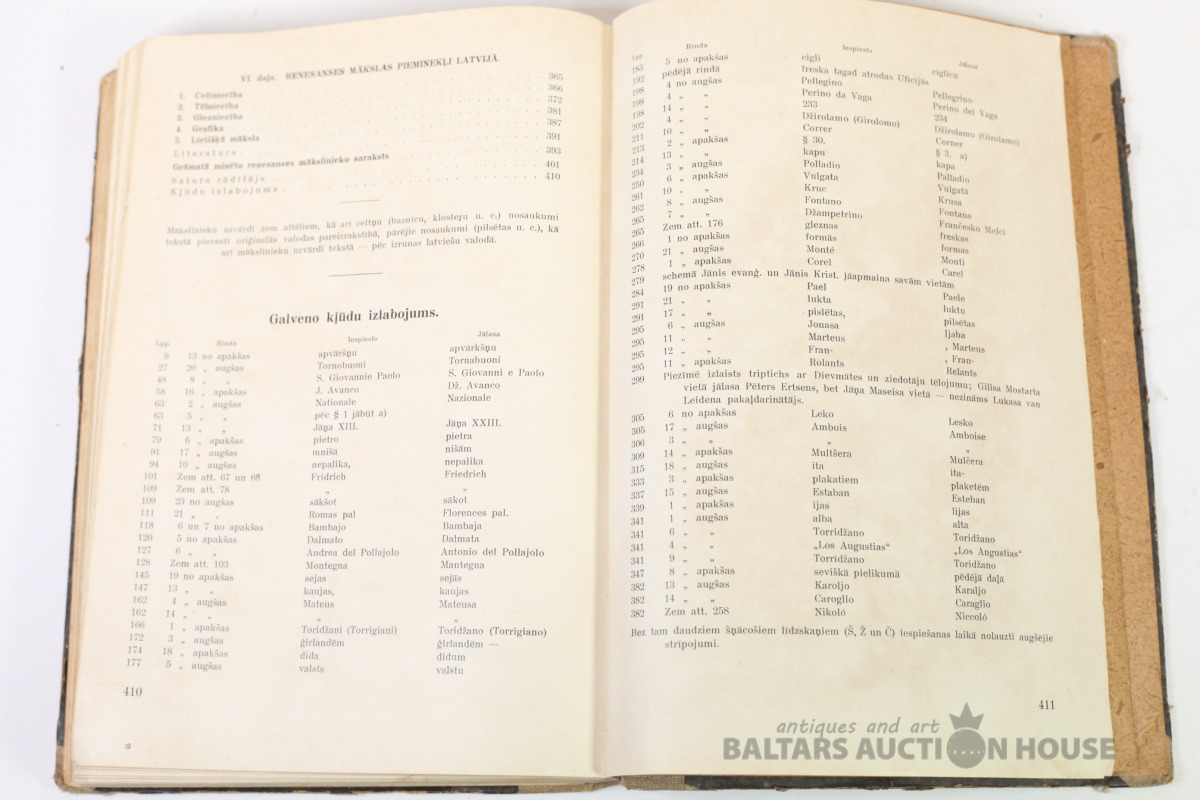 VI. daļa. RENESANSES MĀKSLAS PIEMINEKĻI LATVIJĀ.
1. Celtniecība 365
2. Tēlniecība 366
3. Glezniecība 372
4. Grafika 381
5. Lietišķā māksla 387
Literatura 391
Grāmatā minēto renesanses mākslinieku saraksts 393
Satura rādītājs 401
Kļūdu izlabojums 410
Mākslinieku uzvārdi zem attēliem, kā arī celtņu (baznīcu, klosteŗu u. c.) nosaukumi
tekstā pievasti oriģinālās valodas pareizrakstībā, pārējie nosaukumi (pilsētas u. c.), kā
arī mākslinieku uzvārdi tekstā — pēc izrunas latviešu valodā.
Galveno kļūdu izlabojums.
Lpp. Rinda Iespiests Jālasa
9 13 no apakšas apvāršņu apvārkšņu
27 20 „ augšas Tornobuoni Tornabuoni
48 8 „ „ S. Giovannie Paolo S. Giovanni e Paolo
58 16 „ apakšas J. Avanco Dž. Avanco
63 2 „ augšas Nationale Nazionale
63 5 „ „ pēc § 1 jābūt a)
71 13 „ „ Jāņa XIII. Jāņa XXIII.
79 6 „ apakšas pietro pietra
91 17 „ augšas mnišā nišām
94 10 „ augšas nepalika, nepalika
101 Zem att. 67 un 65 Fridrich Friedrich
109 Zem att. 78 „ „
109 23 no augšas sākšot sākot
111 21 „ „ Romas pal Florences pal.
118 6 un 7 no apakšas Bambajo Bambaja
120 5 no apakšas Dalmato Dalmata
127 6 „ „ Andrea del Pollajolo Antonio del Pollajolo
128 Zem att. 103 Montegna Mantegna
145 19 no apakšas sejas sejās
147 13 „ „ kaujas, kaujas
162 4 „ augšas Mateus Mateusa
162 14 „ „ „ „
166 1 „ apakšas Toridžani (Torrigiani) Toridžano (Torrigiano)
172 3 „ augšas ģirlandēm ģirlandēm —
174 18 „ apakšas dida didum
177 5 „ augšas valsis valstu
410
Lpp Rinda Iespiests Jālasa
183 5 no apakšas cigli ciglicu
192 pēdējā rindā freska tagad atrodas Uficijās
198 4 no augšas Pellegino Pellegrino
198 4 „ „ Perino da Vaga Perino del Vaga
198 14 „ „ 233 234
202 4 „ „ Džirolamo (Girolomo) Džirolamo (Girolamo)
211 10 „ „ Correr Corner
213 2 „ apakšas § 30. § 3. a)
214 13 „ „ kapu kapa
234 3 „ augšas Polladio Palladio
250 6 „ apakšas Vulgata Vulgatā
261 10 „ „ Kruc Krusa
262 8 „ augšas Fontano Fontana
265 7 „ „ Džampetrino Frančesko Melci
265 Zem att. 176 gleznas freskas
266 1 no apakšas formās formas
270 21 „ augšas Montē Monti
278 1 „ apakšas Corel Carel
279 schemā Jānis evanģ. un Jānis Krist. jāapmaina savām vietām
284 19 no apakšas Pael Paele
291 21 „ „ lukta luktu
291 17 „ „ pislētas, pilsētas
295 6 „ augšas Jonasa Ijaba
295 11 „ „ Marteus , Marteus
295 12 „ „ Fran- , Fran-
295 11 „ apakšas Rolants Relants
299 Piezīmē izlaists triptichs ar Dievmātes un ziedotāju tēlojumu; Gilisa Mostarta
vietā jālasa Pēters Ertsens, bet Jāņa Maseisa vietā — nezināms Lukasa van
Leidena pakaļdarinātājs.
305 6 no apakšas Leko Lesko
305 17 „ augšas Ambois Amboise
306 3 „ „ „ „
309 14 „ apakšas Multšera Mulčera
315 18 „ augšas ita ita-
333 3 „ apakšas plakatiem plaketēm
337 15 „ augšas Estaban Esteban
339 1 „ apakšas ijas lijas
341 1 „ augšas alba alta
341 6 „ „ Torridžano Toridžano
341 4 „ „ „Los Augustias“ „Los Angustias“
341 9 „ „ Torrīdžano Toridžano
347 8 „ apakšas sevišķā pielikumā pēdējā daļā
382 13 „ augšas Karoljo Karaljo
382 14 „ „ Caroglio Caraglio
382 Zem att. 258 Nikoló Niccoló
Bez tam daudziem šņācošiem līdzskaņiem (Š, Ž un Č) iespiešanas laikā nolauzti augšējie
strīpojumi.
411
antiques and art
BALTARS AUCTION HOUSE